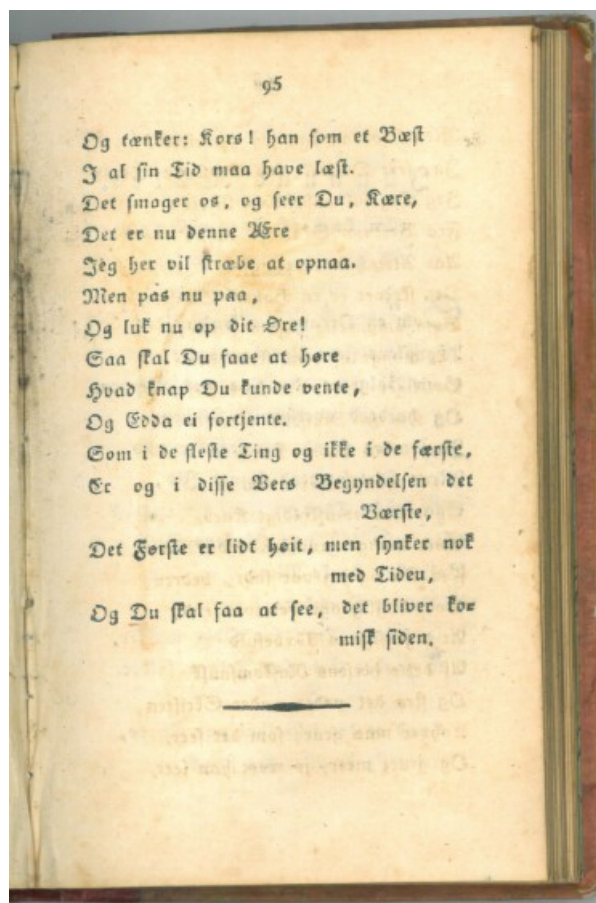 95
Og tænker: Kors! han som et Bæst
I al sin Tid maa have læst.
Det smager os, og seer Du, Kære,
Det er nu denne Ære
Jeg her vil stræbe at opnaa.
Men pas nu paa,
Og luk nu op dit Øre!
Saa skal Du faae at høre
Hvad knap Du kunde vente,
Og Edda ei fortjente.
Som i de fleste Ting og ikke i de færste,
Er og i disse Vers Begyndelsen det
Værste,
Det Første er lidt høit, men synker nok
med Tideu,
Og Du skal faa at see, det bliver ko-
misk siden.